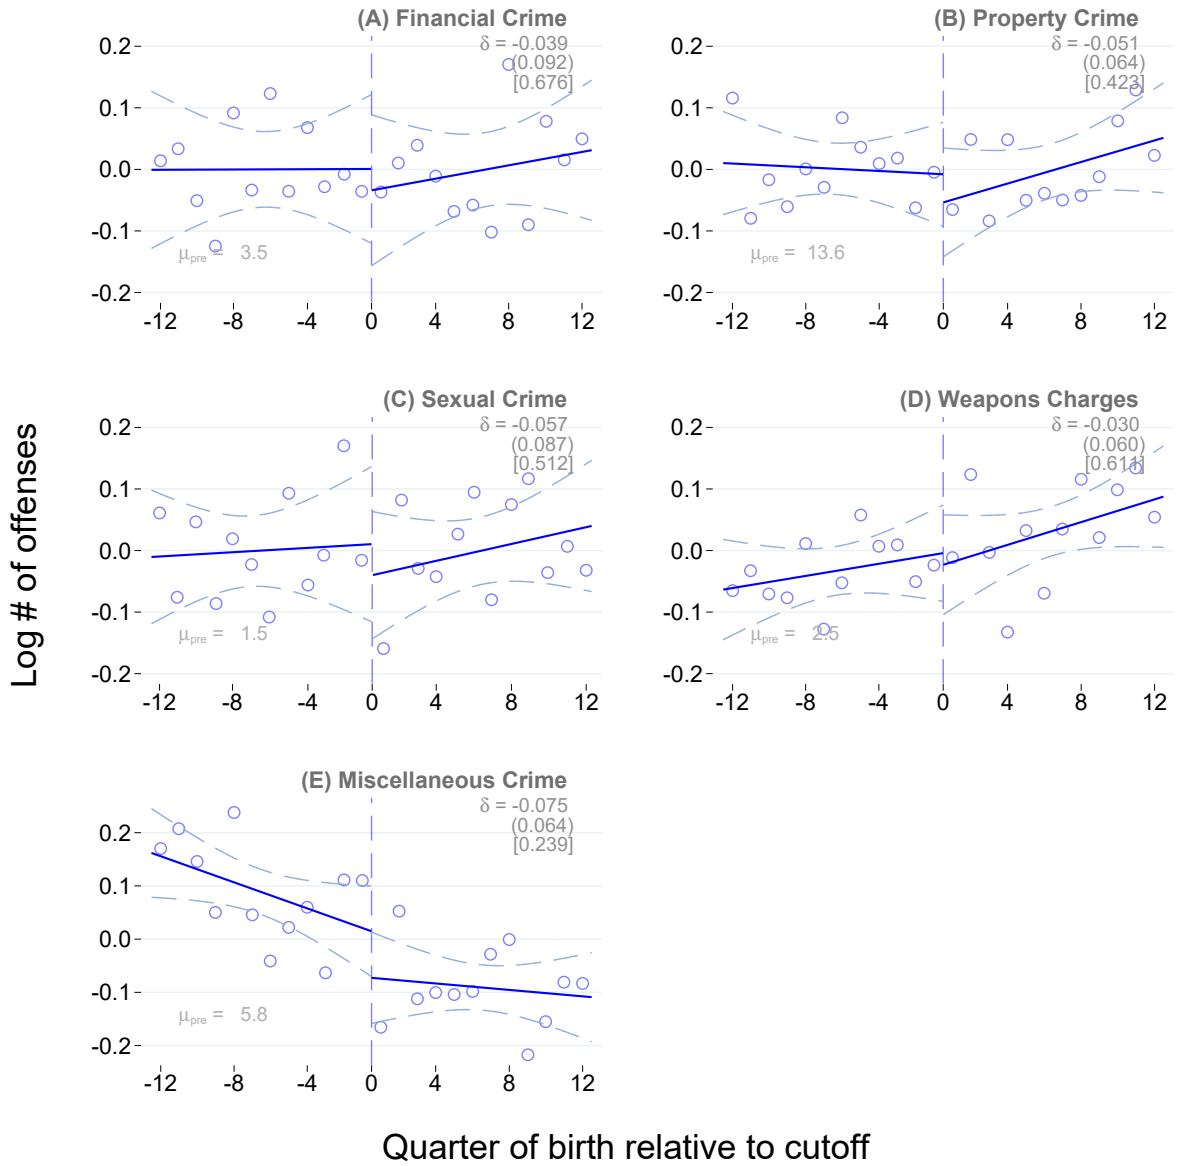 (A) Financial Crime
δ = -0.039
(0.092)
[0.676]
0.2
0.1
0.0
-0.1
-0.2
μpre = 3.5
-12 -8 -4 0 4 8 12
(B) Property Crime
δ = -0.051
(0.064)
[0.423]
0.2
0.1
0.0
-0.1
-0.2
μpre = 13.6
-12 -8 -4 0 4 8 12
Log # of offenses
(C) Sexual Crime
δ = -0.057
(0.087)
[0.512]
0.2
0.1
0.0
-0.1
-0.2
μpre = 1.5
-12 -8 -4 0 4 8 12
(D) Weapons Charges
δ = -0.030
(0.060)
[0.611]
0.2
0.1
0.0
-0.1
-0.2
μpre = 2.5
-12 -8 -4 0 4 8 12
(E) Miscellaneous Crime
δ = -0.075
(0.064)
[0.239]
0.2
0.1
0.0
-0.1
-0.2
μpre = 5.8
-12 -8 -4 0 4 8 12
Quarter of birth relative to cutoff